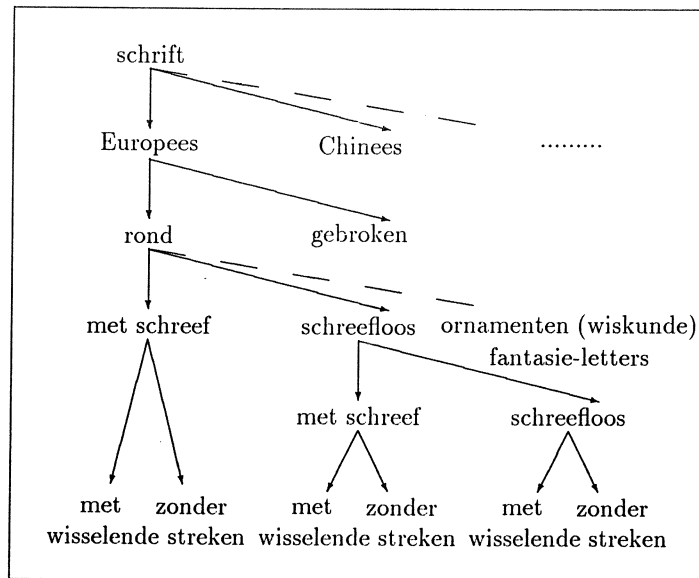 schrift
Europees Chinees .........
rond gebroken
met schreef schreefloos ornamenten (wiskunde)
fantasie-letters
met schreef schreefloos
met zonder met zonder met zonder
wisselende streken wisselende streken wisselende streken